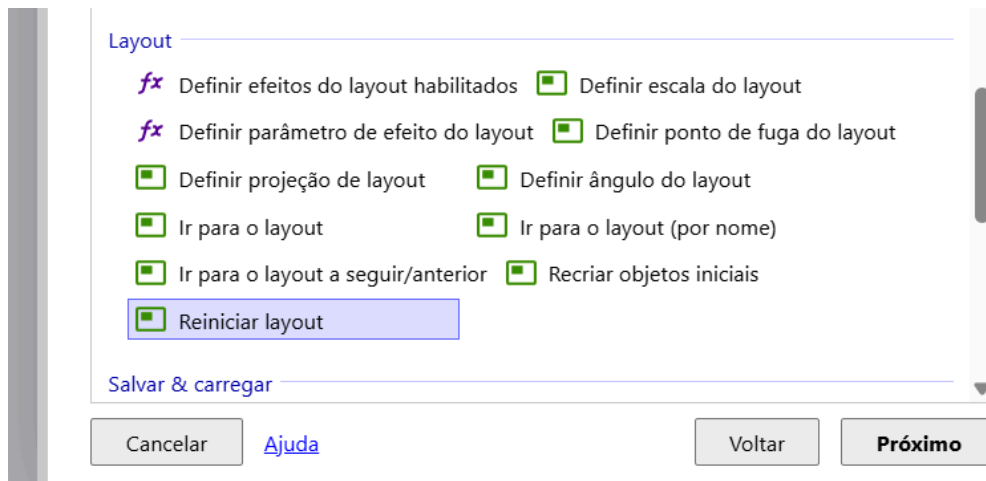 Layout
fx Definir efeitos do layout habilitados Definir escala do layout
fx Definir parâmetro de efeito do layout Definir ponto de fuga do layout
Definir projeção de layout Definir ângulo do layout
Ir para o layout Ir para o layout (por nome)
Ir para o layout a seguir/anterior Recriar objetos iniciais
Reiniciar layout
Salvar & carregar
Cancelar Ajuda Voltar Próximo